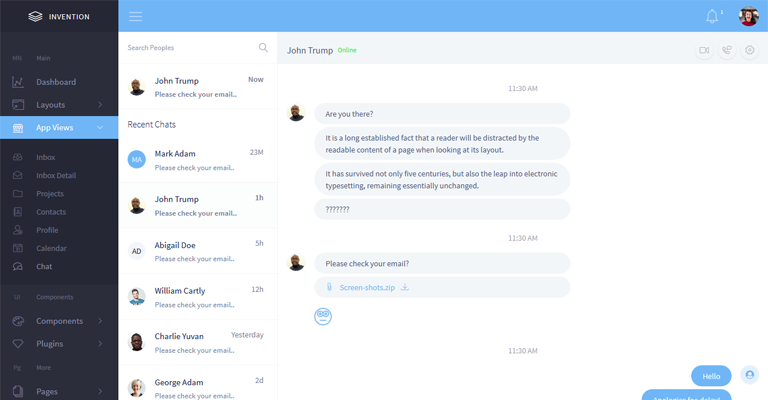 INVENTION
1
MN Main
Dashboard
Layouts
App Views
Inbox
Inbox Detail
Projects
Contacts
Profile
Calendar
Chat
UI Components
Components
Plugins
Pg More
Pages
Search Peoples
John Trump Now
Please check your email...
Recent Chats
MA Mark Adam 23M
Please check your email..
John Trump 1h
Please check your email..
AD Abigail Doe 5h
Please check your email..
William Cartly 12h
Please check your email..
Charlie Yuvan Yesterday
Please check your email..
George Adam 2d
Please check your email..
John Trump Online
11:30 AM
Are you there?
It is a long established fact that a reader will be distracted by the
readable content of a page when looking at its layout.
It has survived not only five centuries, but also the leap into electronic
typesetting, remaining essentially unchanged.
???????
11:30 AM
Please check your email?
Screen-shots.zip
11:30 AM
Hello